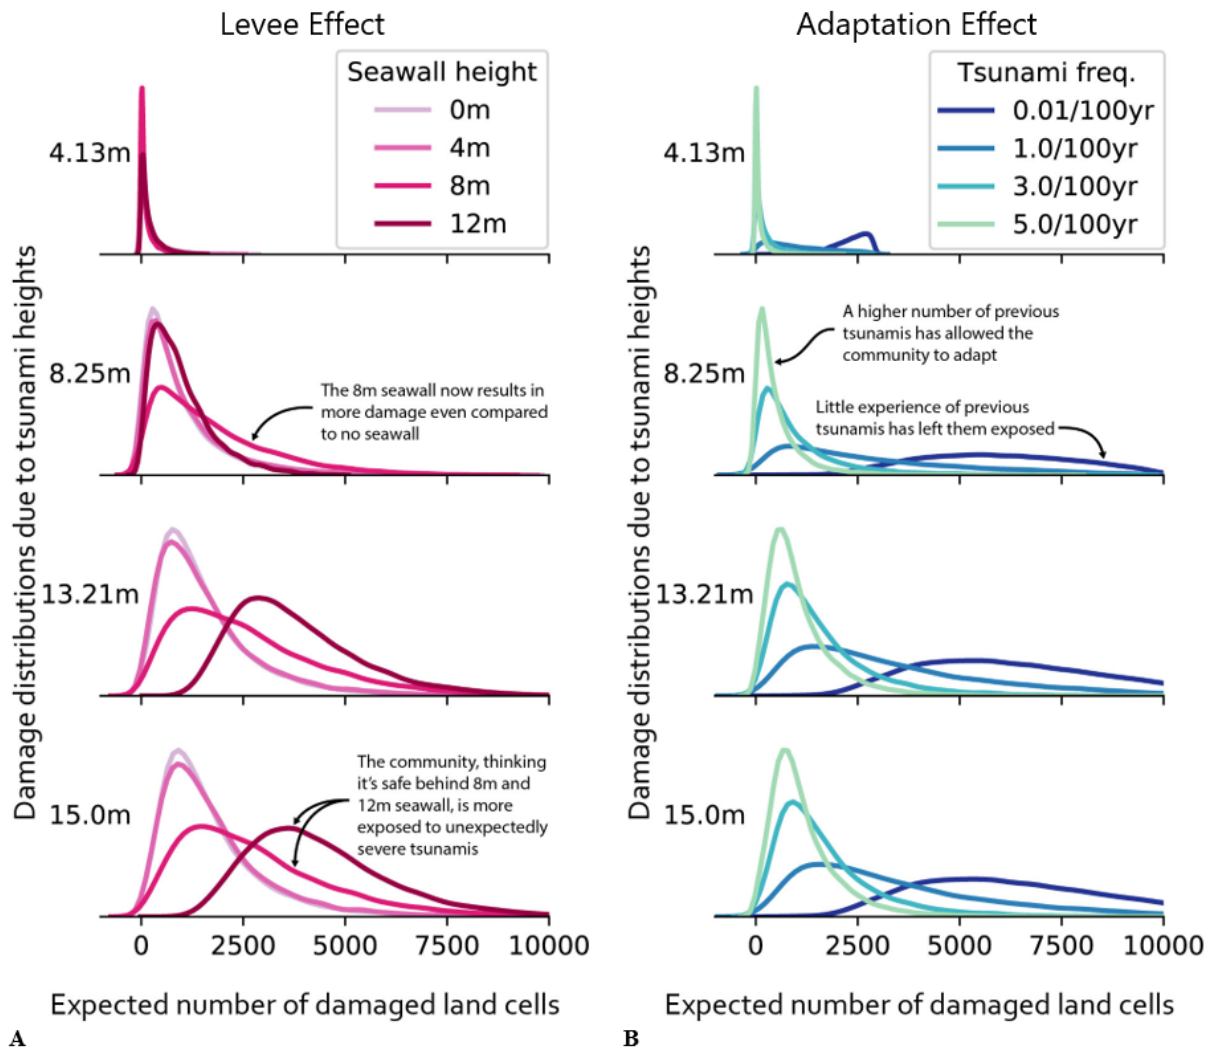 Levee Effect
Seawall height
0m
4m
8m
12m
Damage distributions due to tsunami heights
4.13m
8.25m
The 8m seawall now results in
more damage even compared
to no seawall
13.21m
15.0m
The community, thinking
it's safe behind 8m and
12m seawall, is more
exposed to unexpectedly
severe tsunamis
0 2500 5000 7500 10000
Expected number of damaged land cells
A
Adaptation Effect
Tsunami freq.
0.01/100yr
1.0/100yr
3.0/100yr
5.0/100yr
Damage distributions due to tsunami heights
4.13m
8.25m
A higher number of previous
tsunamis has allowed the
community to adapt
Little experience of previous
tsunamis has left them exposed
13.21m
15.0m
0 2500 5000 7500 10000
Expected number of damaged land cells
B